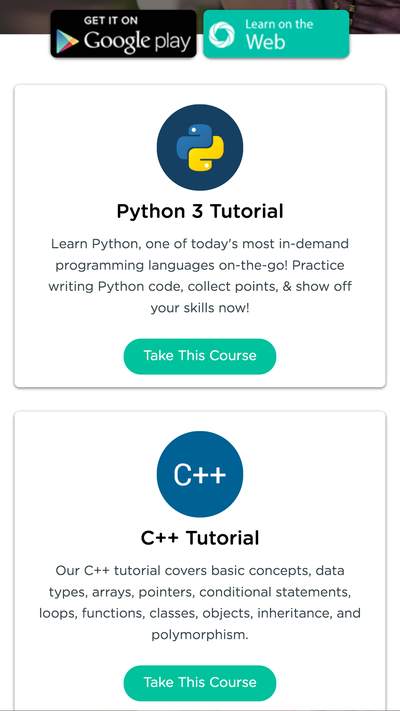 GET IT ON
Google play
Learn on the
Web
Python 3 Tutorial
Learn Python, one of today's most in-demand
programming languages on-the-go! Practice
writing Python code, collect points, & show off
your skills now!
Take This Course
C++
C++ Tutorial
Our C++ tutorial covers basic concepts, data
types, arrays, pointers, conditional statements,
loops, functions, classes, objects, inheritance, and
polymorphism.
Take This Course